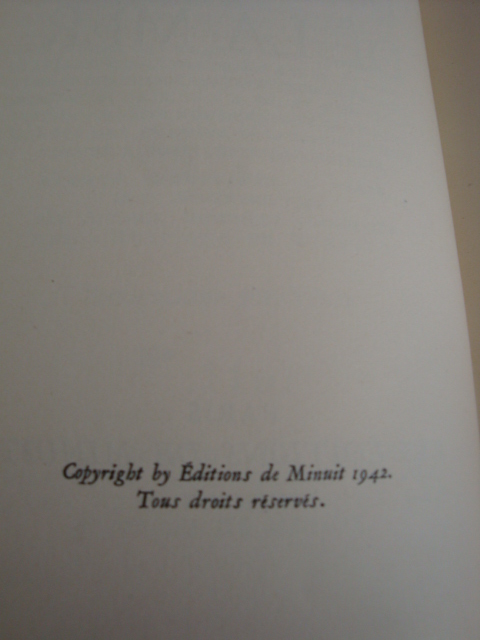 Copyright by Éditions de Minuit 1942.
Tous droits réservés.